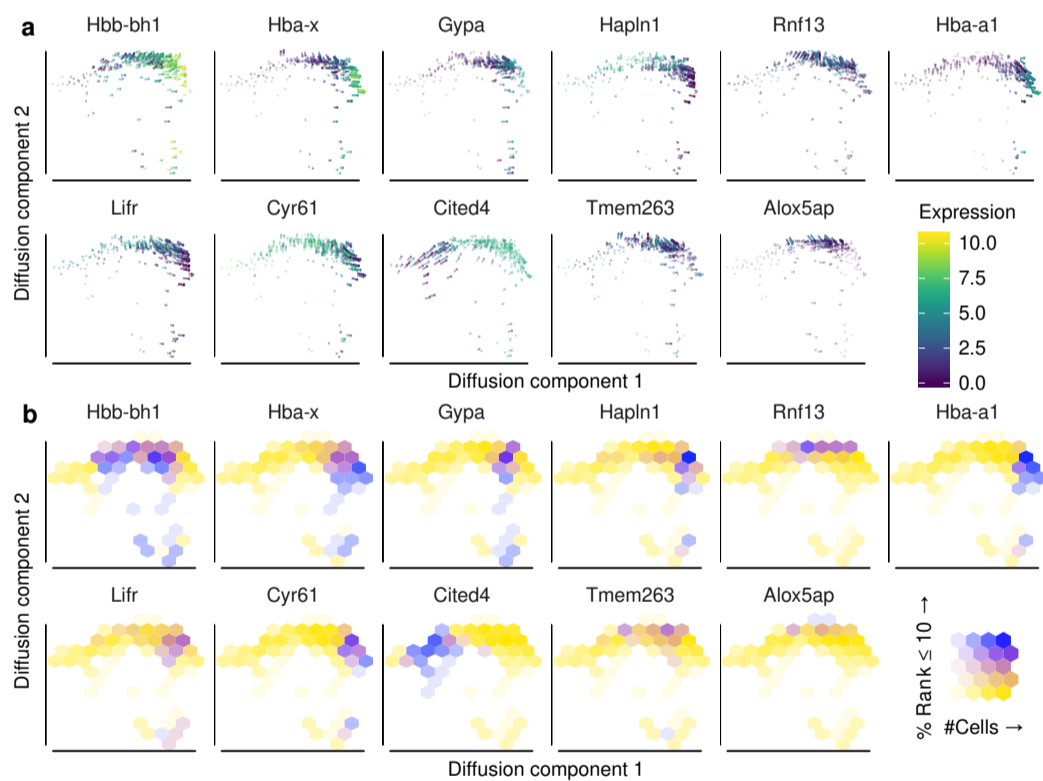 a
Hbb-bh1 Hba-x Gypa Hapln1 Rnf13 Hba-a1
Lifr Cyr61 Cited4 Tmem263 Alox5ap
Expression
10.0
7.5
5.0
2.5
0.0
Diffusion component 2
Diffusion component 1
b
Hbb-bh1 Hba-x Gypa Hapln1 Rnf13 Hba-a1
Lifr Cyr61 Cited4 Tmem263 Alox5ap
% Rank ≤ 10 →
#Cells →
Diffusion component 2
Diffusion component 1